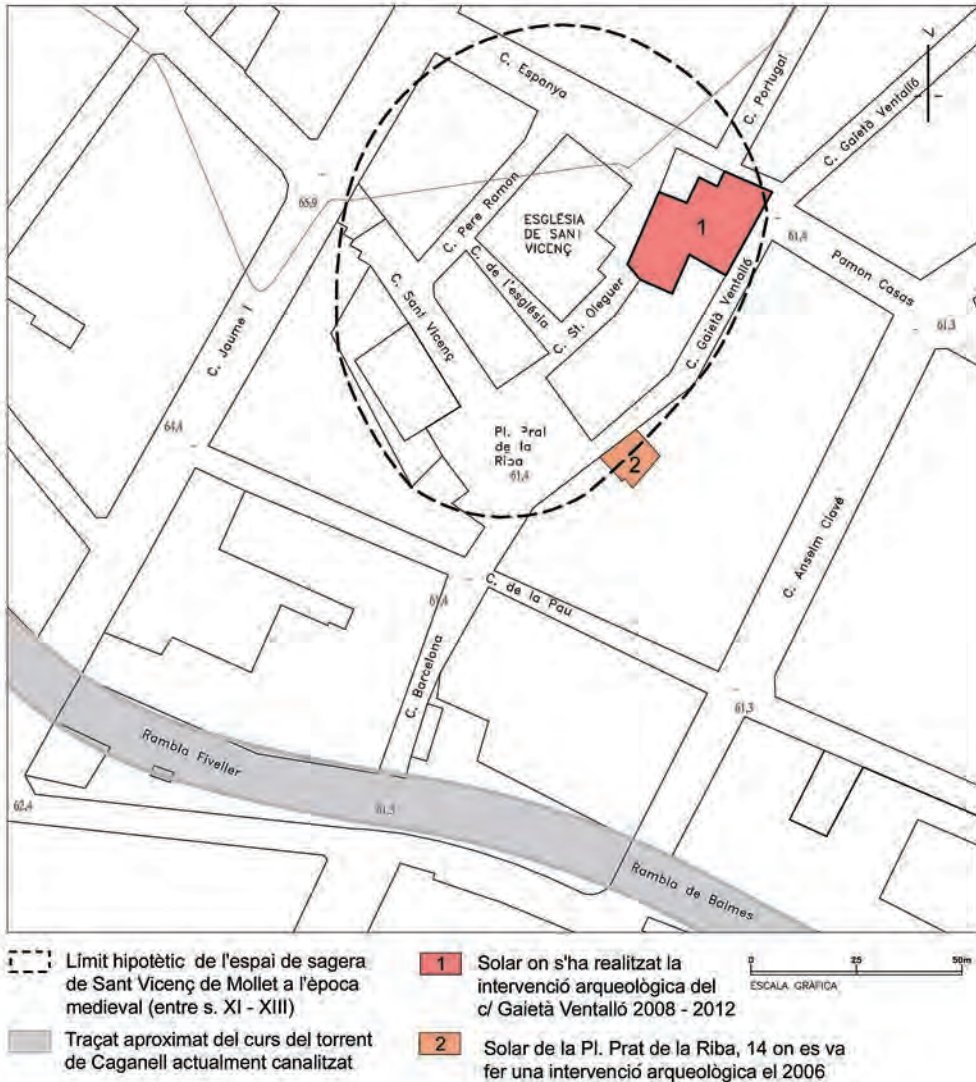 C. Espanya
C. Portugal
C. Gaietà Ventalló
65,9
C. Pere Ramon
ESGLÉSIA
DE SANT
VICENÇ
1
61,4
C. Sant Vicenç
C. de l'església
C. St. Oleguer
C. Gaietà Ventalló
Pamon Casas
61,3
C. Jaume I
64,4
Pl. Prat
de la
Riba
61,4
2
C. Anselm Clavé
C. de la Pau
61,4
C. Barcelona
61,3
Rambla Fiveller
61,3
62,4
Rambla de Balmes
Límit hipotètic de l'espai de sagera
de Sant Vicenç de Mollet a l'època
medieval (entre s. XI - XIII)
Traçat aproximat del curs del torrent
de Caganell actualment canalitzat
1
Solar on s'ha realitzat la
intervenció arqueològica del
c/ Gaietà Ventalló 2008 - 2012
2
Solar de la Pl. Prat de la Riba, 14 on es va
fer una intervenció arqueològica el 2006
0 25 50m
ESCALA GRÀFICA